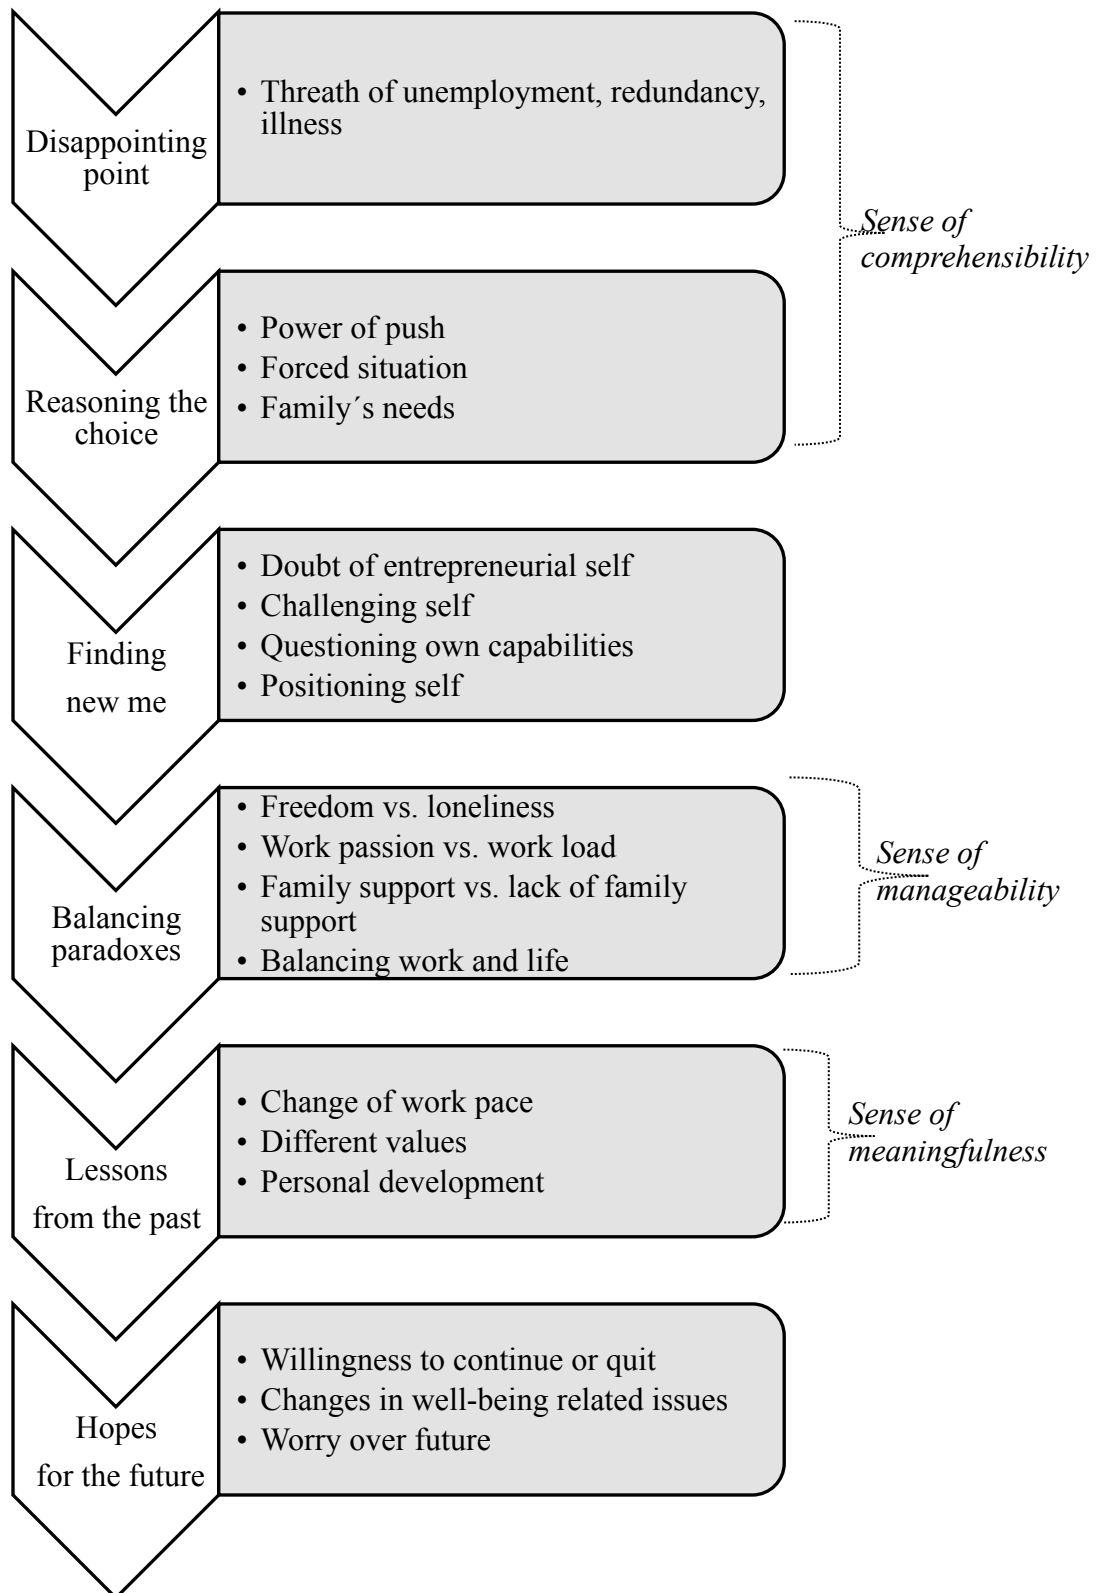 Disappointing
point
• Threath of unemployment, redundancy,
illness
Sense of
comprehensibility
Reasoning the
choice
• Power of push
• Forced situation
• Family´s needs
Finding
new me
• Doubt of entrepreneurial self
• Challenging self
• Questioning own capabilities
• Positioning self
Balancing
paradoxes
• Freedom vs. loneliness
• Work passion vs. work load
• Family support vs. lack of family
support
• Balancing work and life
Sense of
manageability
Lessons
from the past
• Change of work pace
• Different values
• Personal development
Sense of
meaningfulness
Hopes
for the future
• Willingness to continue or quit
• Changes in well-being related issues
• Worry over future